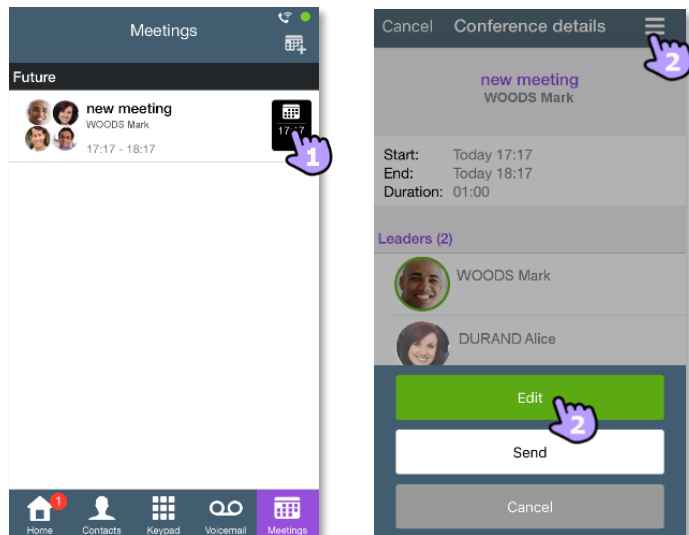 Meetings
Future
new meeting
WOODS Mark
17:17 - 18:17
17:17
1
1
Home
Contacts
Keypad
Voicemail
Meetings
Cancel
Conference details
2
new meeting
WOODS Mark
Start: Today 17:17
End: Today 18:17
Duration: 01:00
Leaders (2)
WOODS Mark
DURAND Alice
Edit
2
Send
Cancel